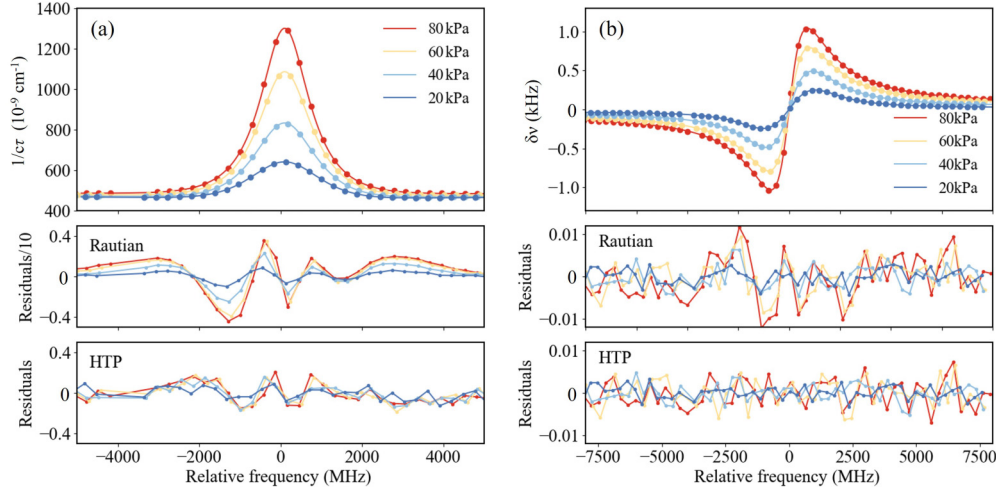 (a)
1400
1200
1000
800
600
400
1/cτ (10⁻⁹ cm⁻¹)
80 kPa
60 kPa
40 kPa
20 kPa
Rautian
0.4
0
−0.4
Residuals/10
HTP
0.4
0
−0.4
Residuals
−4000 −2000 0 2000 4000
Relative frequency (MHz)
(b)
1.0
0.5
0
−0.5
−1.0
δν (kHz)
80kPa
60kPa
40kPa
20kPa
Rautian
0.01
0
−0.01
Residuals
HTP
0.01
0
−0.01
Residuals
−7500 −5000 −2500 0 2500 5000 7500
Relative frequency (MHz)